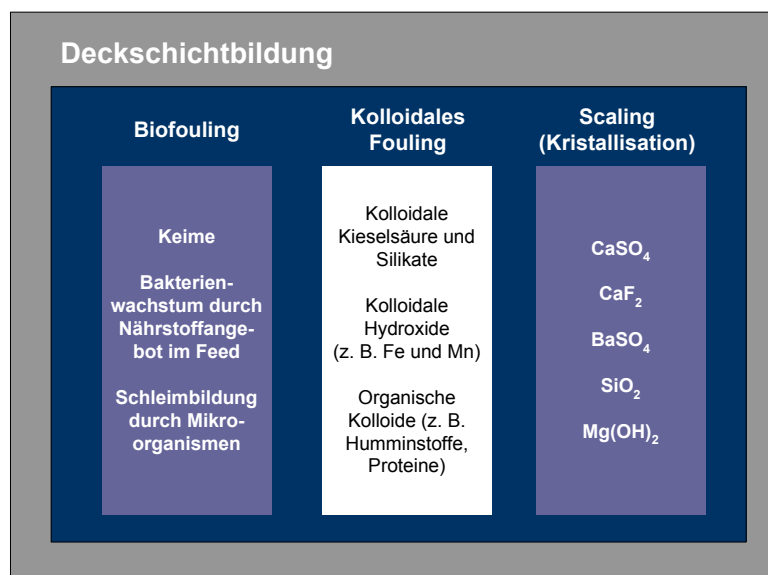 Deckschichtbildung
Biofouling
Keime
Bakterien-
wachstum durch
Nährstoffange-
bot im Feed
Schleimbildung
durch Mikro-
organismen
Kolloidales
Fouling
Kolloidale
Kieselsäure und
Silikate
Kolloidale
Hydroxide
(z. B. Fe und Mn)
Organische
Kolloide (z. B.
Humminstoffe,
Proteine)
Scaling
(Kristallisation)
CaSO₄
CaF₂
BaSO₄
SiO₂
Mg(OH)₂